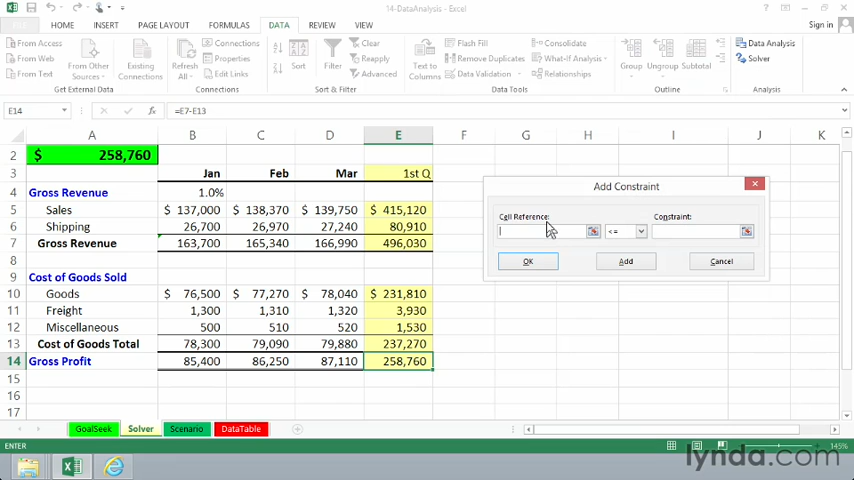 14-DataAnalysis - Excel
HOME INSERT PAGE LAYOUT FORMULAS DATA REVIEW VIEW Sign in
From Access
From Web
From Text
From Other Sources
Existing Connections
Get External Data
Refresh All
Connections
Properties
Edit Links
Connections
Sort
Filter
Clear
Reapply
Advanced
Sort & Filter
Text to Columns
Flash Fill
Remove Duplicates
Data Validation
Consolidate
What-If Analysis
Relationships
Data Tools
Group Ungroup Subtotal
Outline
Data Analysis
Solver
Analysis
E14 fx =E7-E13
A B C D E F G H I J K
2 $ 258,760
3 Jan Feb Mar 1st Q
4 Gross Revenue 1.0%
5 Sales $ 137,000 $ 138,370 $ 139,750 $ 415,120
6 Shipping 26,700 26,970 27,240 80,910
7 Gross Revenue 163,700 165,340 166,990 496,030
8
9 Cost of Goods Sold
10 Goods $ 76,500 $ 77,270 $ 78,040 $ 231,810
11 Freight 1,300 1,310 1,320 3,930
12 Miscellaneous 500 510 520 1,530
13 Cost of Goods Total 78,300 79,090 79,880 237,270
14 Gross Profit 85,400 86,250 87,110 258,760
15
16
17
Add Constraint
Cell Reference: Constraint:
<=
OK Add Cancel
GoalSeek Solver Scenario DataTable
ENTER 145%
lynda.com